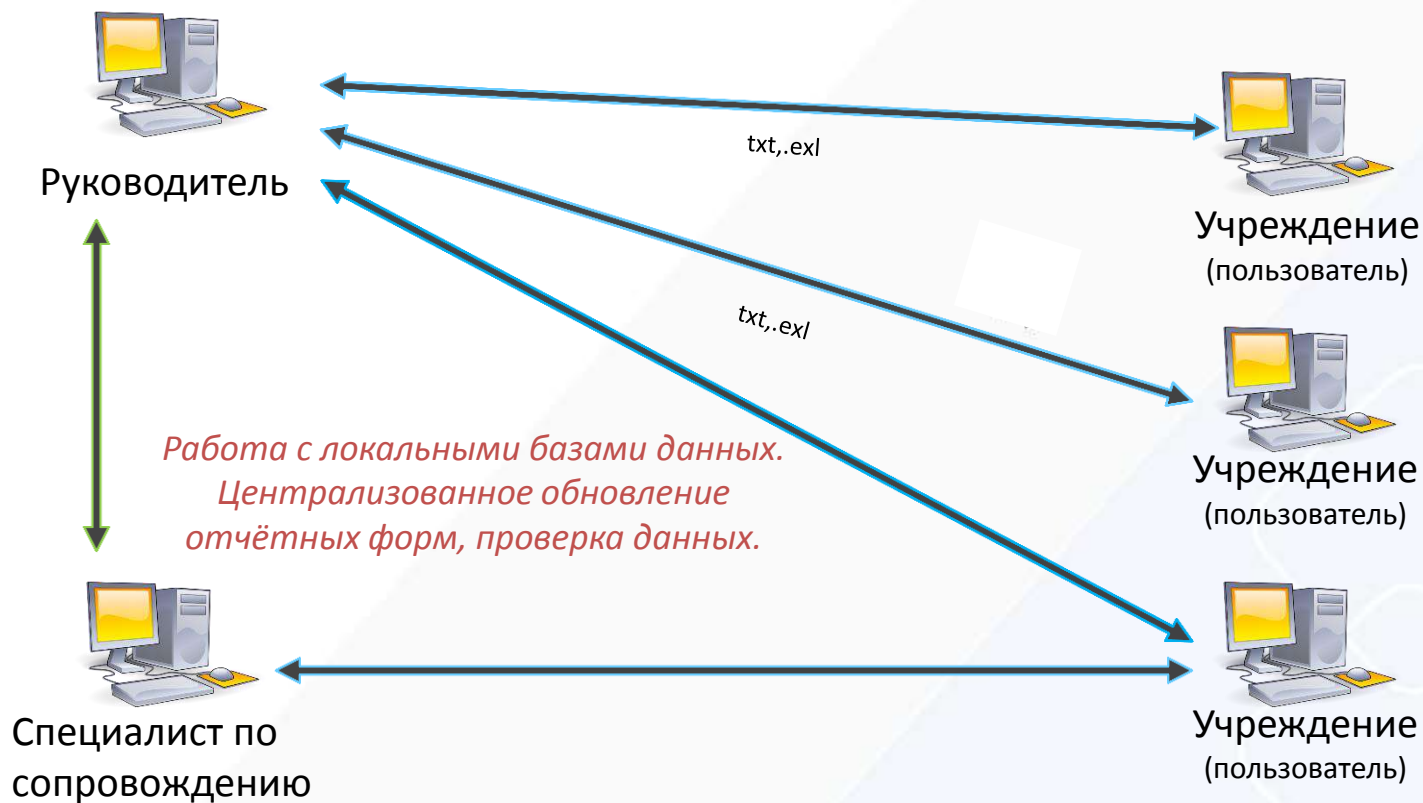 Руководитель
txt,.exl
Учреждение
(пользователь)
txt,.exl
Учреждение
(пользователь)
Работа с локальными базами данных.
Централизованное обновление
отчётных форм, проверка данных.
Специалист по
сопровождению
Учреждение
(пользователь)